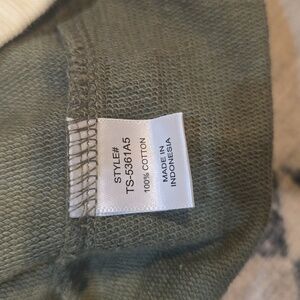 STYLE#
TS-5361A5
100% COTTON
MADE IN
INDONESIA